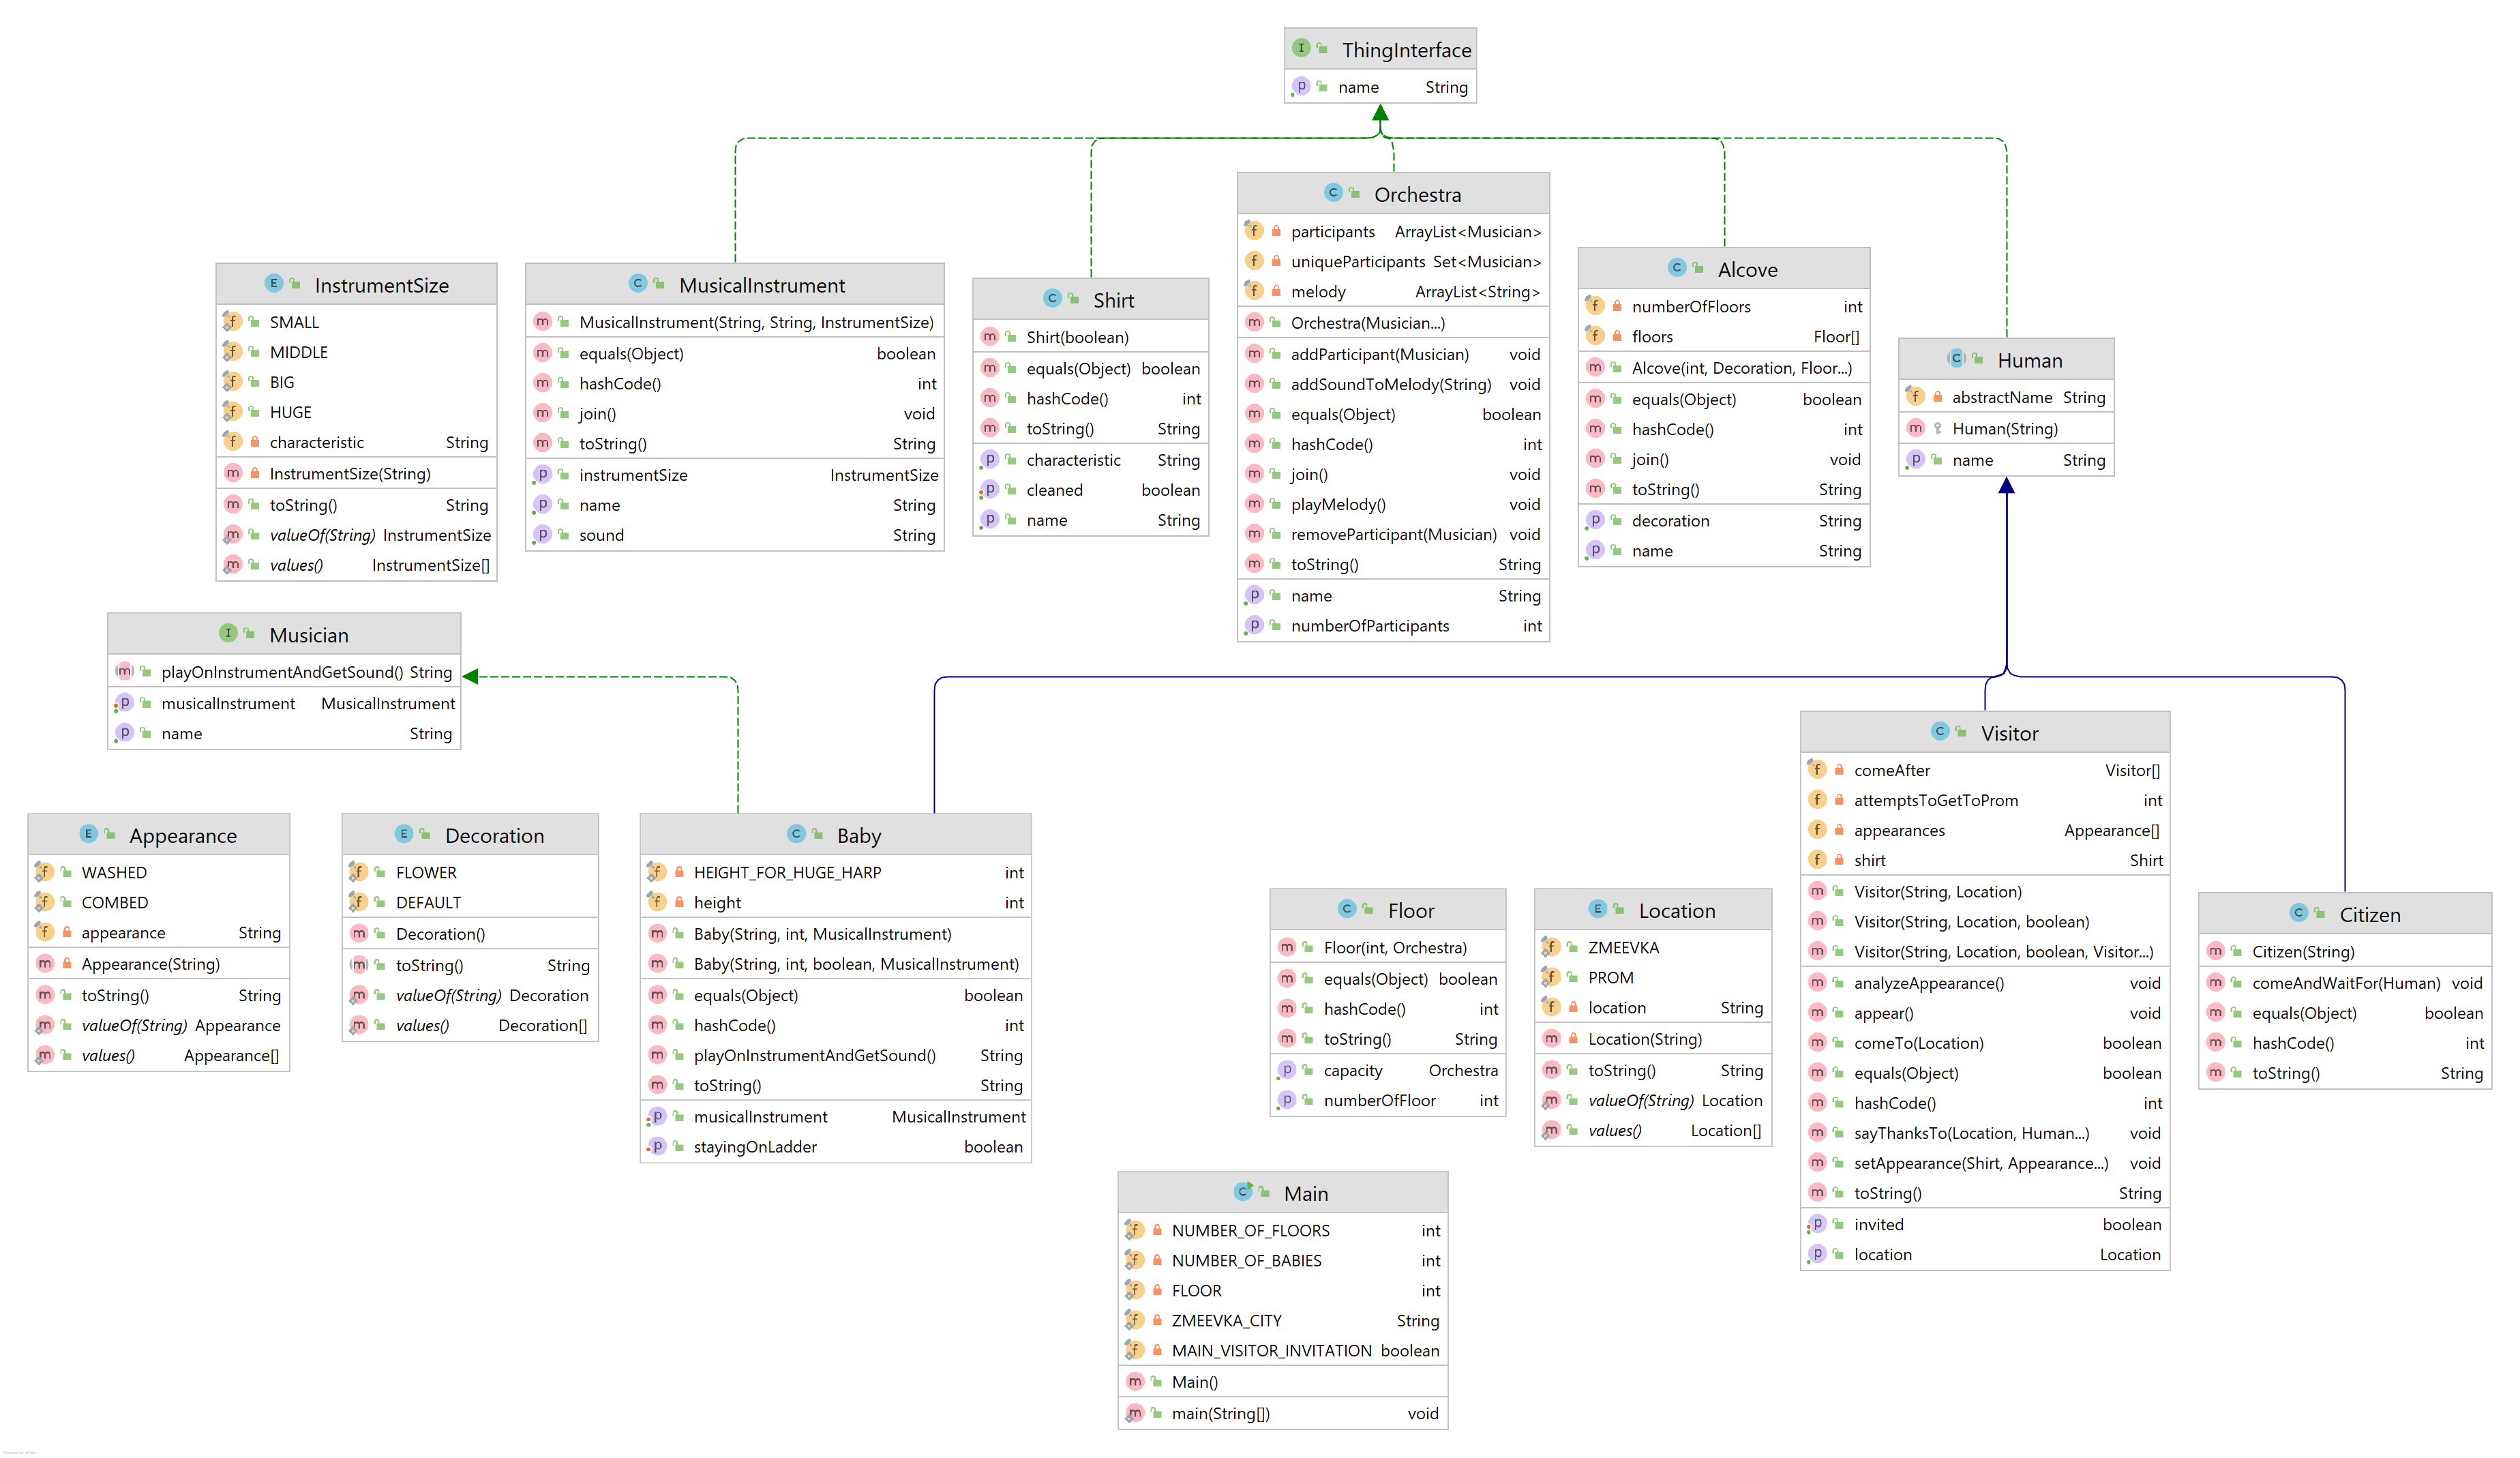 ThingInterface
name String
Orchestra
participants ArrayList<Musician>
uniqueParticipants Set<Musician>
melody ArrayList<String>
Orchestra(Musician...)
addParticipant(Musician) void
addSoundToMelody(String) void
equals(Object) boolean
hashCode() int
join() void
playMelody() void
removeParticipant(Musician) void
toString() String
name String
numberOfParticipants int
InstrumentSize
SMALL
MIDDLE
BIG
HUGE
characteristic String
InstrumentSize(String)
toString() String
valueOf(String) InstrumentSize
values() InstrumentSize[]
MusicalInstrument
MusicalInstrument(String, String, InstrumentSize)
equals(Object) boolean
hashCode() int
join() void
toString() String
instrumentSize InstrumentSize
name String
sound String
Shirt
Shirt(boolean)
equals(Object) boolean
hashCode() int
toString() String
characteristic String
cleaned boolean
name String
Alcove
numberOfFloors int
floors Floor[]
Alcove(int, Decoration, Floor...)
equals(Object) boolean
hashCode() int
join() void
toString() String
decoration String
name String
Human
abstractName String
Human(String)
name String
Musician
playOnInstrumentAndGetSound() String
musicalInstrument MusicalInstrument
name String
Appearance
WASHED
COMBED
appearance String
Appearance(String)
toString() String
valueOf(String) Appearance
values() Appearance[]
Decoration
FLOWER
DEFAULT
Decoration()
toString() String
valueOf(String) Decoration
values() Decoration[]
Baby
HEIGHT_FOR_HUGE_HARP int
height int
Baby(String, int, MusicalInstrument)
Baby(String, int, boolean, MusicalInstrument)
equals(Object) boolean
hashCode() int
playOnInstrumentAndGetSound() String
toString() String
musicalInstrument MusicalInstrument
stayingOnLadder boolean
Floor
Floor(int, Orchestra)
equals(Object) boolean
hashCode() int
toString() String
capacity Orchestra
numberOfFloor int
Location
ZMEEVKA
PROM
location String
Location(String)
toString() String
valueOf(String) Location
values() Location[]
Visitor
comeAfter Visitor[]
attemptsToGetToProm int
appearances Appearance[]
shirt Shirt
Visitor(String, Location)
Visitor(String, Location, boolean)
Visitor(String, Location, boolean, Visitor...)
analyzeAppearance() void
appear() void
comeTo(Location) boolean
equals(Object) boolean
hashCode() int
sayThanksTo(Location, Human...) void
setAppearance(Shirt, Appearance...) void
toString() String
invited boolean
location Location
Citizen
Citizen(String)
comeAndWaitFor(Human) void
equals(Object) boolean
hashCode() int
toString() String
Main
NUMBER_OF_FLOORS int
NUMBER_OF_BABIES int
FLOOR int
ZMEEVKA_CITY String
MAIN_VISITOR_INVITATION boolean
Main()
main(String[]) void